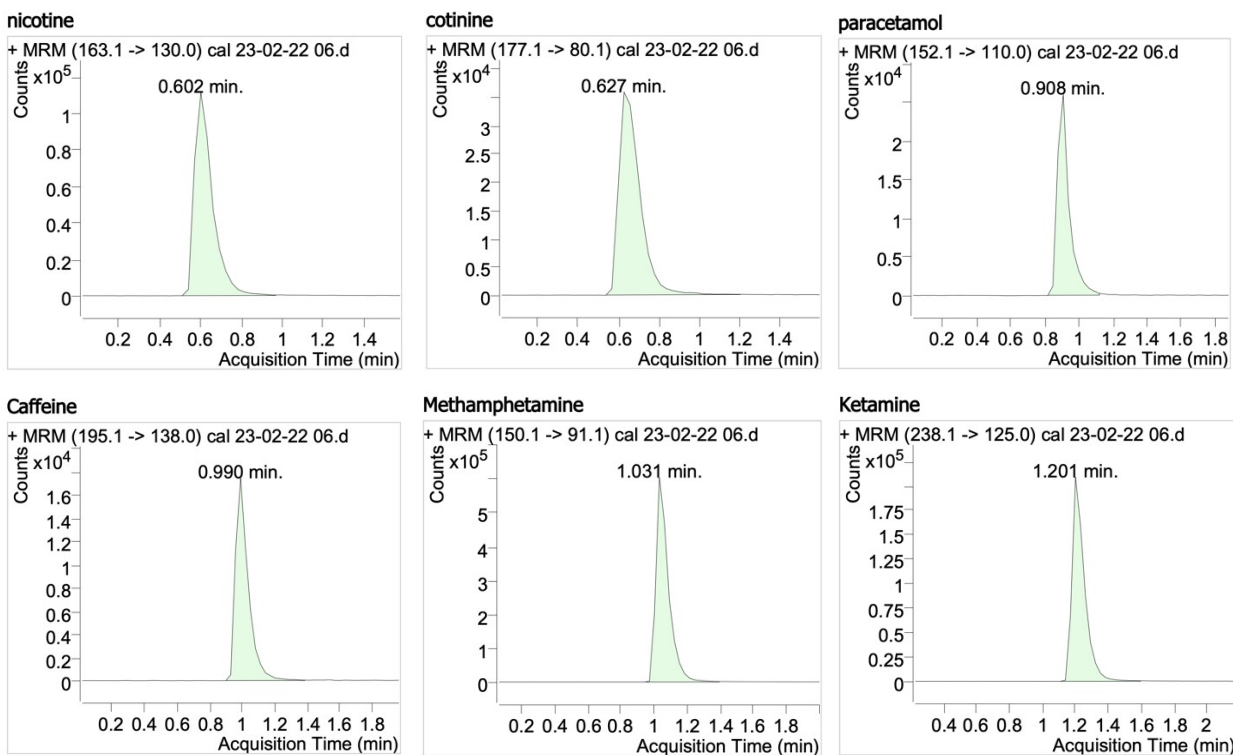 nicotine
+ MRM (163.1 -> 130.0) cal 23-02-22 06.d
Counts
x10⁵
0.602 min.
1
0.8
0.6
0.4
0.2
0
0.2 0.4 0.6 0.8 1 1.2 1.4
Acquisition Time (min)
cotinine
+ MRM (177.1 -> 80.1) cal 23-02-22 06.d
Counts
x10⁴
0.627 min.
3
2.5
2
1.5
1
0.5
0
0.2 0.4 0.6 0.8 1 1.2 1.4
Acquisition Time (min)
paracetamol
+ MRM (152.1 -> 110.0) cal 23-02-22 06.d
Counts
x10⁴
0.908 min.
2
1.5
1
0.5
0
0.2 0.4 0.6 0.8 1 1.2 1.4 1.6 1.8
Acquisition Time (min)
Caffeine
+ MRM (195.1 -> 138.0) cal 23-02-22 06.d
Counts
x10⁴
0.990 min.
1.6
1.4
1.2
1
0.8
0.6
0.4
0.2
0
0.2 0.4 0.6 0.8 1 1.2 1.4 1.6 1.8
Acquisition Time (min)
Methamphetamine
+ MRM (150.1 -> 91.1) cal 23-02-22 06.d
Counts
x10⁵
1.031 min.
5
4
3
2
1
0
0.2 0.4 0.6 0.8 1 1.2 1.4 1.6 1.8
Acquisition Time (min)
Ketamine
+ MRM (238.1 -> 125.0) cal 23-02-22 06.d
Counts
x10⁵
1.201 min.
1.75
1.5
1.25
1
0.75
0.5
0.25
0
0.4 0.6 0.8 1 1.2 1.4 1.6 1.8 2
Acquisition Time (min)